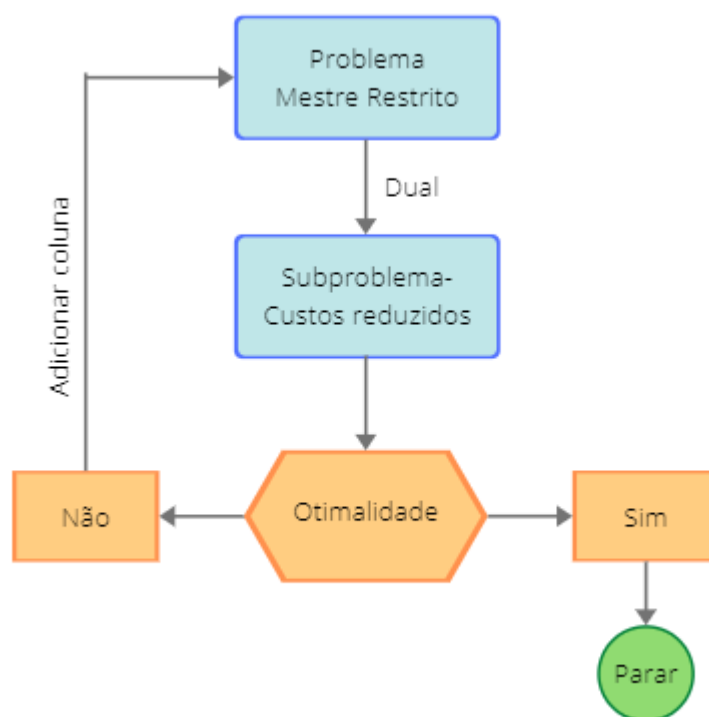 Problema
Mestre Restrito
Dual
Adicionar coluna
Subproblema-
Custos reduzidos
Otimalidade
Não
Sim
Parar